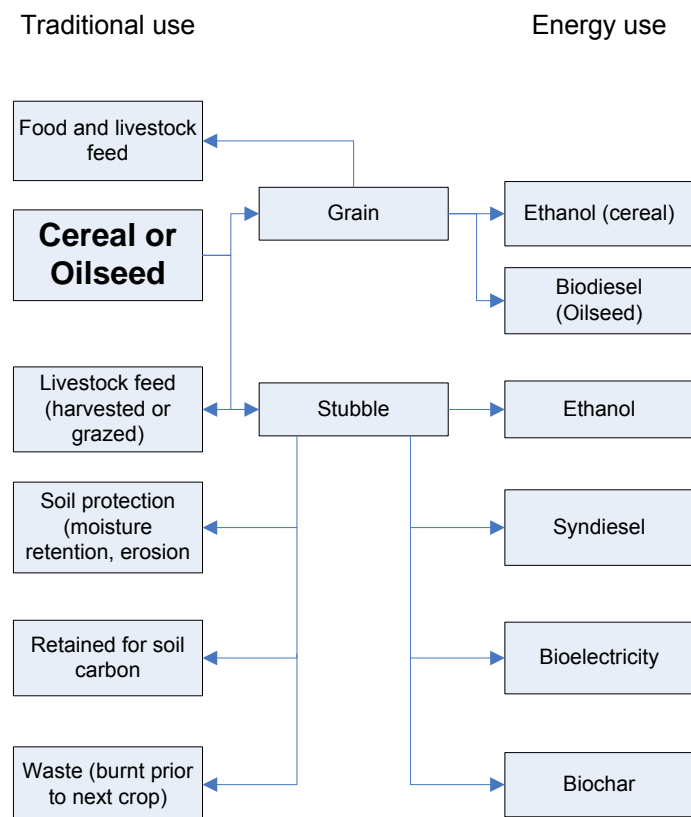 Traditional use
Energy use
Food and livestock
feed
Grain
Ethanol (cereal)
Cereal or
Oilseed
Biodiesel
(Oilseed)
Livestock feed
(harvested or
grazed)
Stubble
Ethanol
Soil protection
(moisture
retention, erosion
Syndiesel
Retained for soil
carbon
Bioelectricity
Waste (burnt prior
to next crop)
Biochar